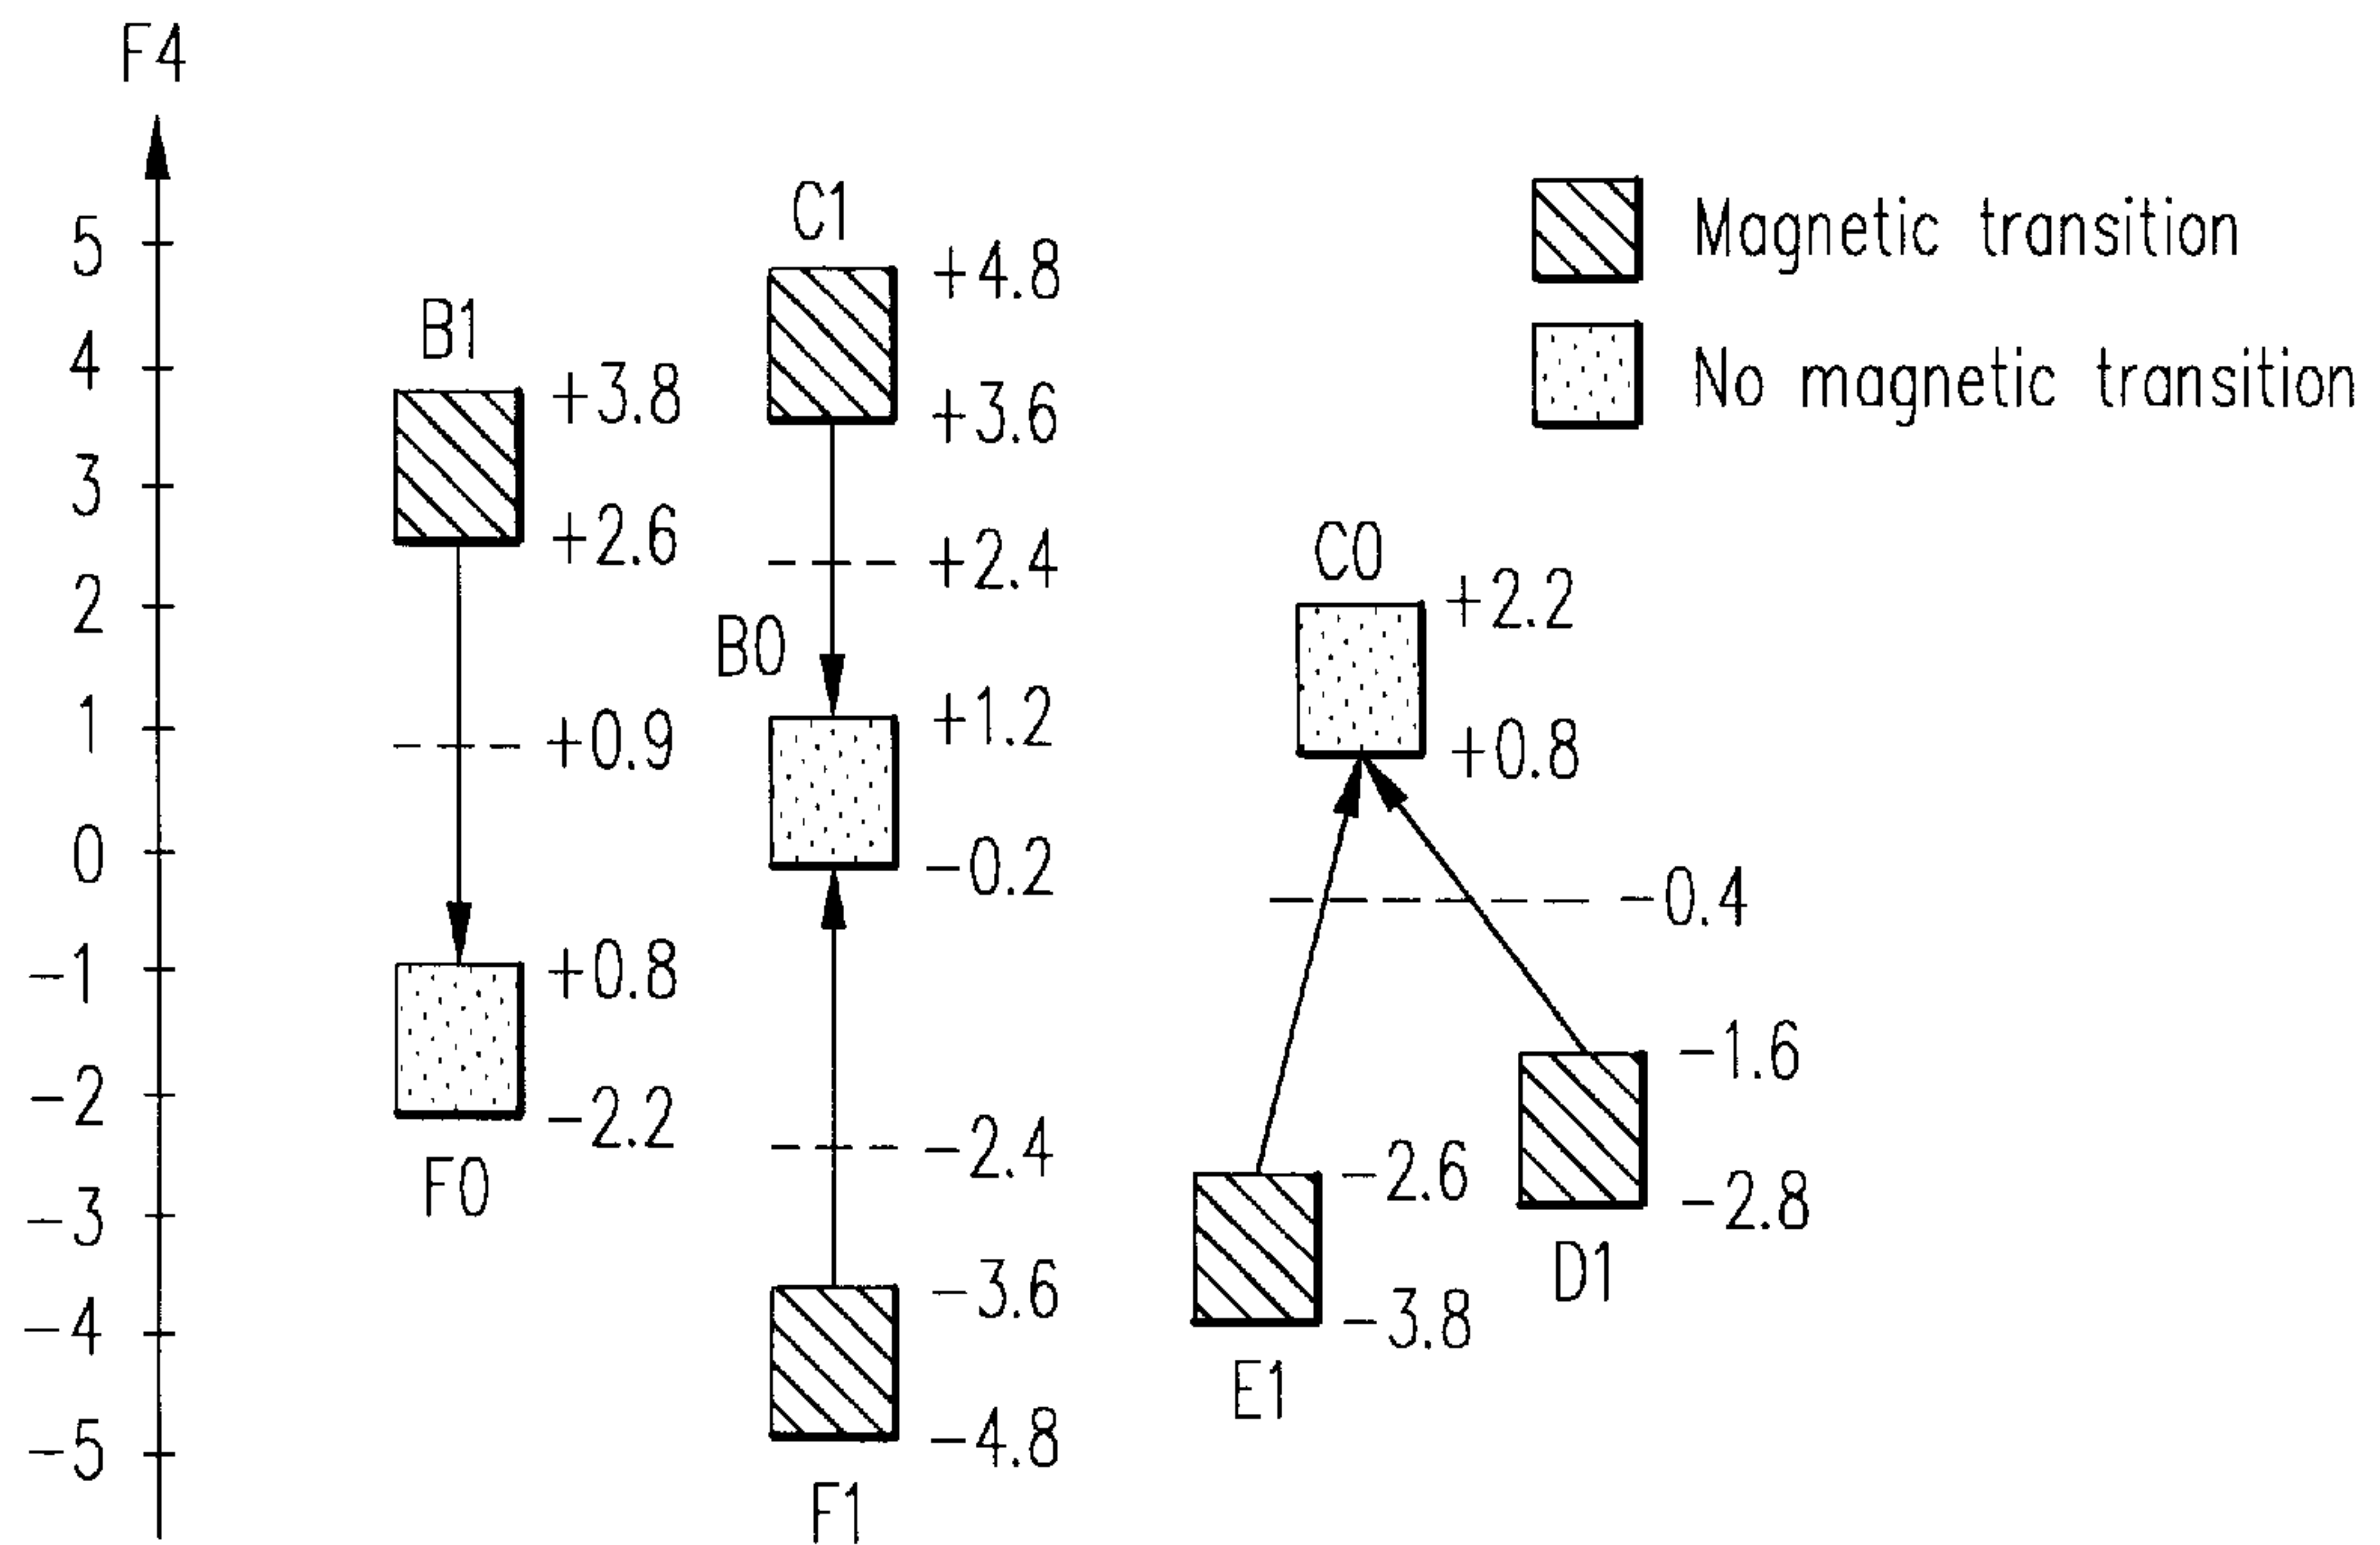 F4
5
4
3
2
1
0
−1
−2
−3
−4
−5
B1
+3.8
+2.6
+0.9
+0.8
−2.2
F0
C1
+4.8
+3.6
+2.4
B0
+1.2
−0.2
−2.4
−3.6
−4.8
F1
C0
+2.2
+0.8
−0.4
−1.6
−2.8
D1
−2.6
−3.8
E1
Magnetic transition
No magnetic transition